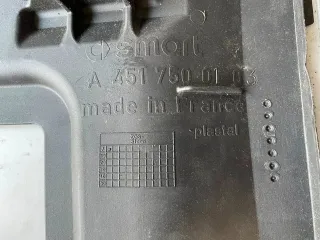 smart
A 451 750 01 03
made in France
>plastal<